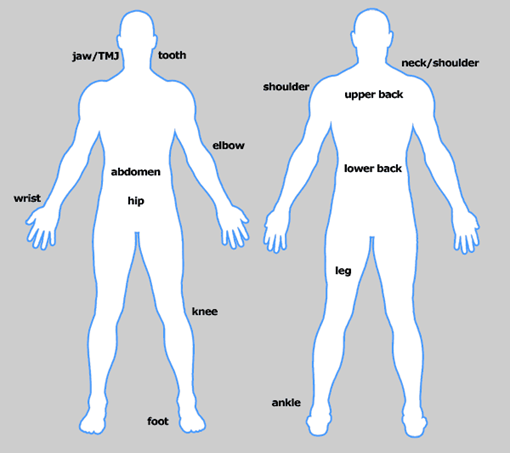 jaw/TMJ
tooth
elbow
abdomen
wrist
hip
knee
foot
neck/shoulder
shoulder
upper back
lower back
leg
ankle